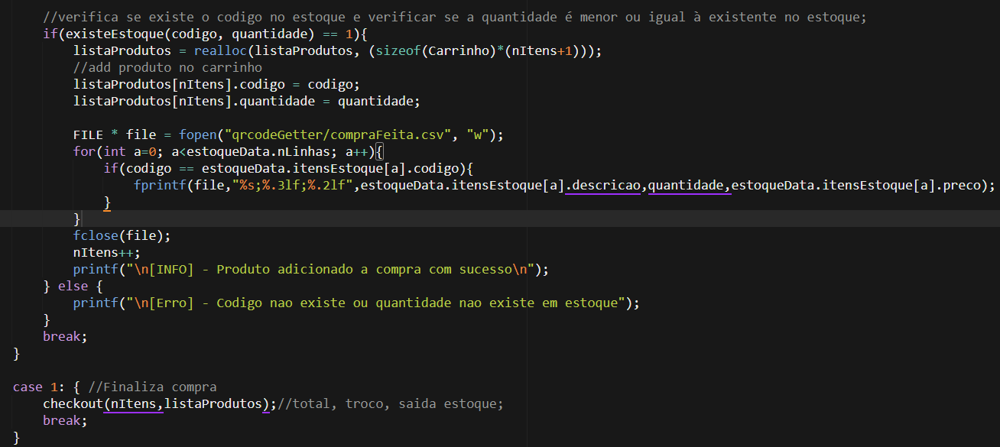 //verifica se existe o codigo no estoque e verificar se a quantidade é menor ou igual à existente no estoque;
if(existeEstoque(codigo, quantidade) == 1){
listaProdutos = realloc(listaProdutos, (sizeof(Carrinho)*(nItens+1)));
//add produto no carrinho
listaProdutos[nItens].codigo = codigo;
listaProdutos[nItens].quantidade = quantidade;
FILE * file = fopen("qrcodeGetter/compraFeita.csv", "w");
for(int a=0; a<estoqueData.nLinhas; a++){
if(codigo == estoqueData.itensEstoque[a].codigo){
fprintf(file,"%s;%.3lf;%.2lf",estoqueData.itensEstoque[a].descricao,quantidade,estoqueData.itensEstoque[a].preco);
}
}
fclose(file);
nItens++;
printf("\n[INFO] - Produto adicionado a compra com sucesso\n");
} else {
printf("\n[Erro] - Codigo nao existe ou quantidade nao existe em estoque");
}
break;
}
case 1: { //Finaliza compra
checkout(nItens,listaProdutos);//total, troco, saida estoque;
break;
}